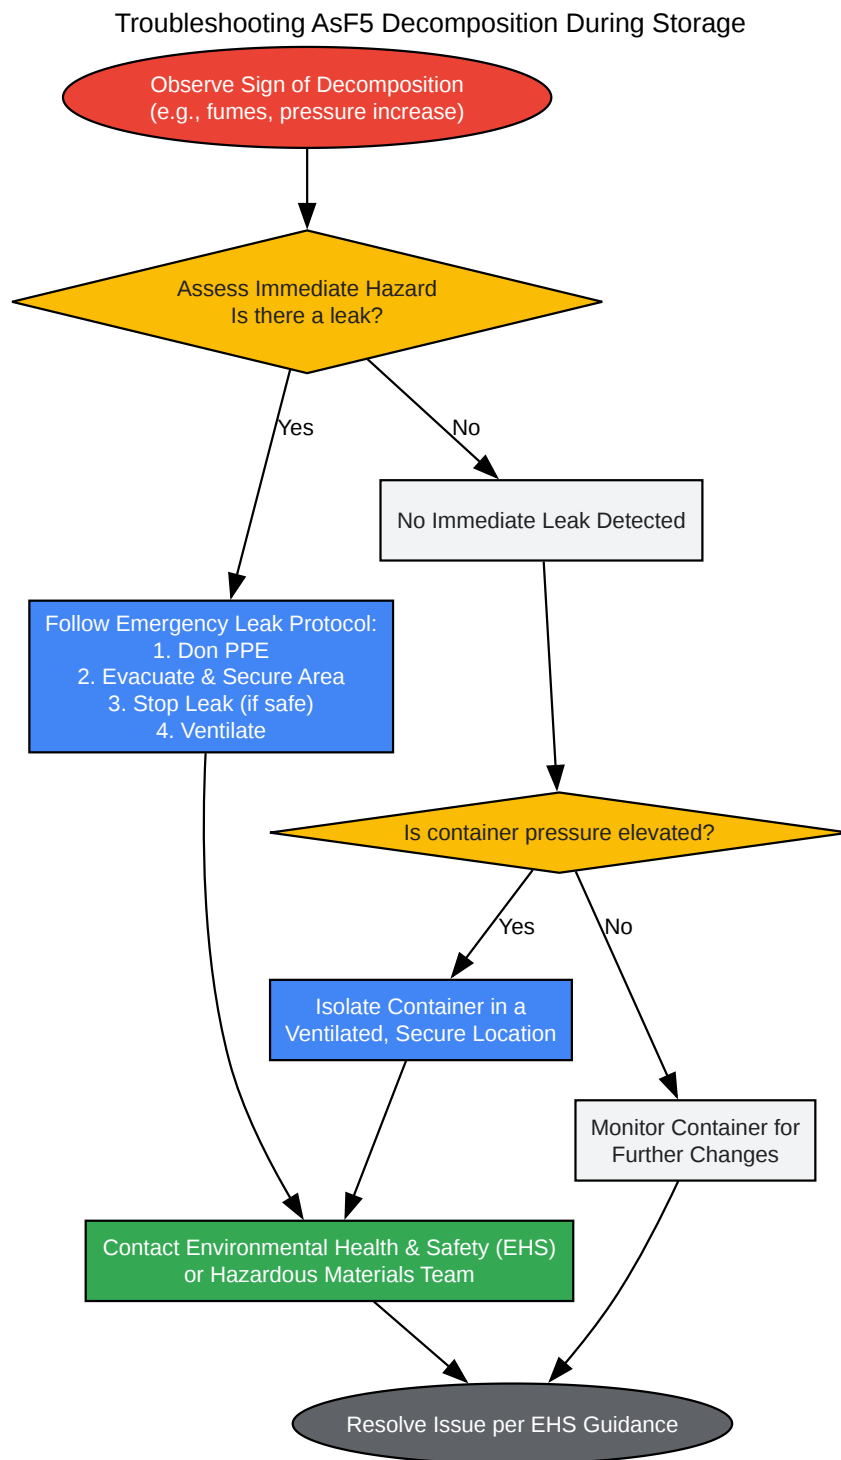 Troubleshooting AsF5 Decomposition During Storage
Observe Sign of Decomposition
(e.g., fumes, pressure increase)
Assess Immediate Hazard
Is there a leak?
Yes
No
No Immediate Leak Detected
Follow Emergency Leak Protocol:
1. Don PPE
2. Evacuate & Secure Area
3. Stop Leak (if safe)
4. Ventilate
Is container pressure elevated?
Yes
No
Isolate Container in a
Ventilated, Secure Location
Monitor Container for
Further Changes
Contact Environmental Health & Safety (EHS)
or Hazardous Materials Team
Resolve Issue per EHS Guidance